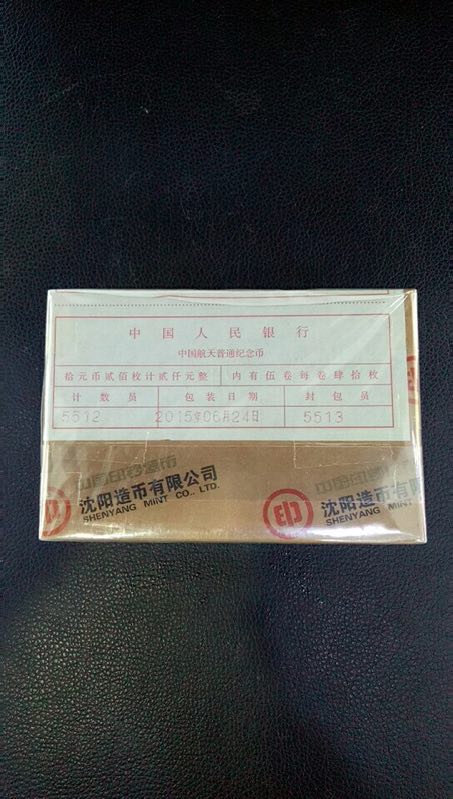 中国人民银行
中国航天普通纪念币
拾元币贰佰枚计贰仟元整 内有伍卷每卷肆拾枚
计数员 包装日期 封包员
5512 2015年06月24日 5513
中国印钞造币 中国印钞
印 沈阳造币有限公司 印 沈阳造币有
SHENYANG MINT CO., LTD. SHENYANG MINT